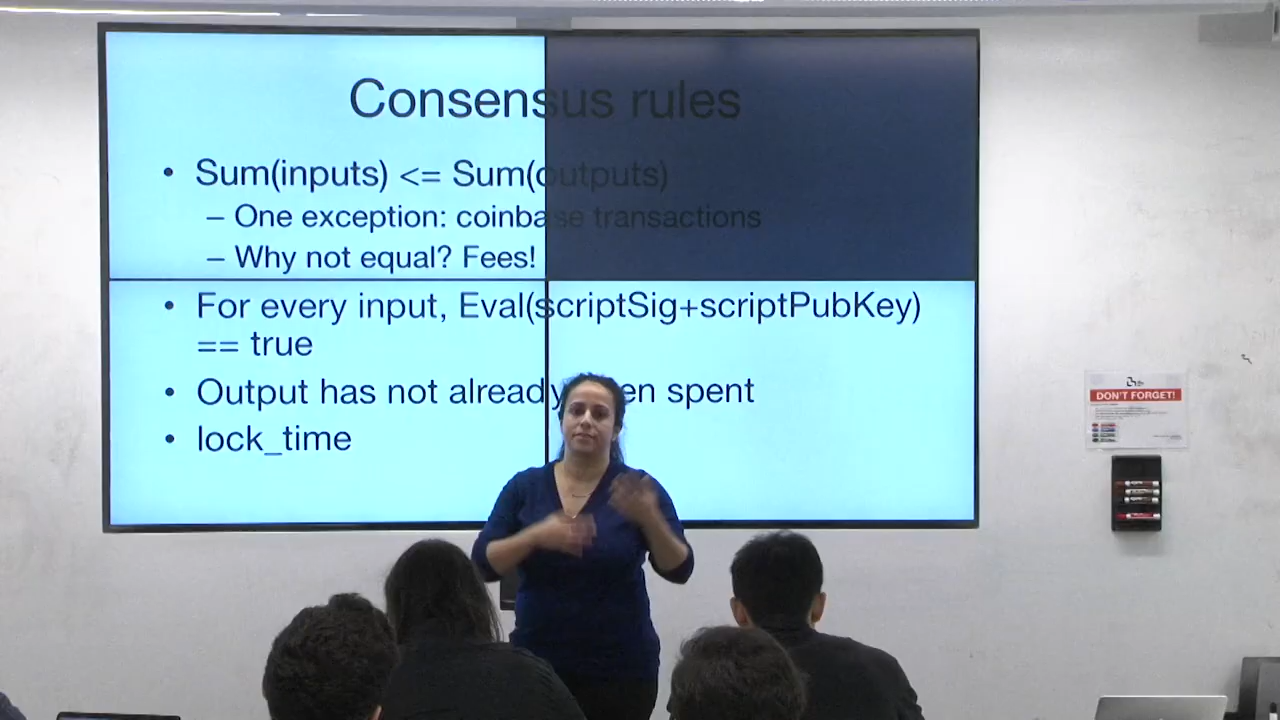 Consensus rules
• Sum(inputs) <= Sum(outputs)
– One exception: coinbase transactions
– Why not equal? Fees!
• For every input, Eval(scriptSig+scriptPubKey)
== true
• Output has not already en spent
• lock_time
DON'T FORGET!